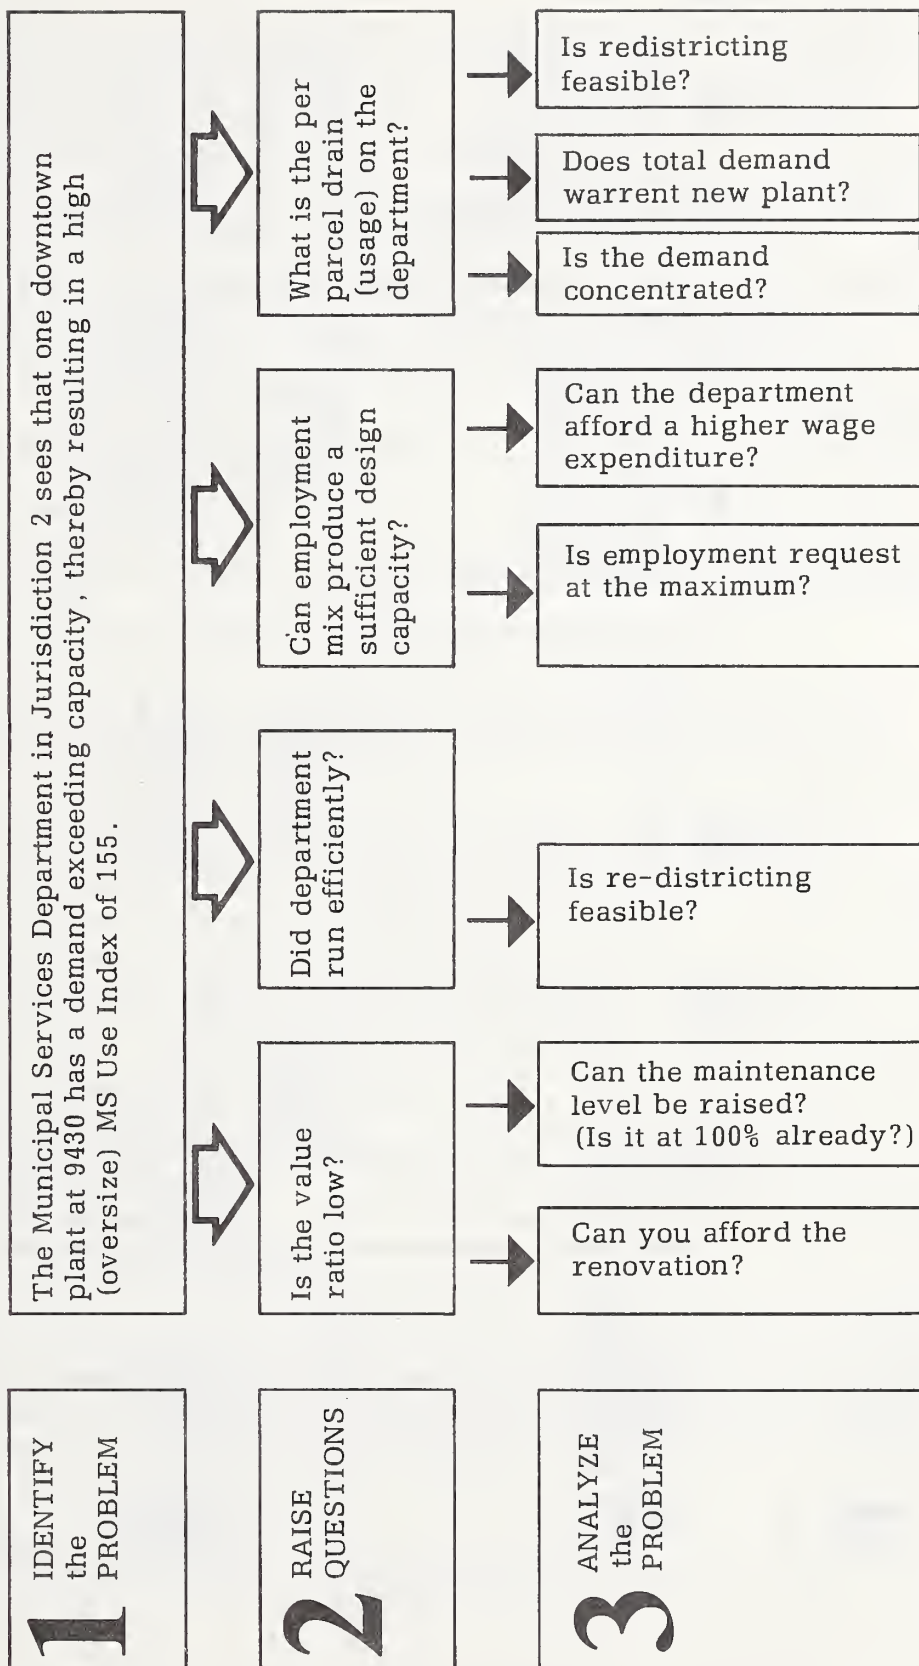 1 IDENTIFY
the
PROBLEM
The Municipal Services Department in Jurisdiction 2 sees that one downtown
plant at 9430 has a demand exceeding capacity, thereby resulting in a high
(oversize) MS Use Index of 155.
2 RAISE
QUESTIONS
Is the value
ratio low?
Did department
run efficiently?
Can employment
mix produce a
sufficient design
capacity?
What is the per
parcel drain
(usage) on the
department?
3 ANALYZE
the
PROBLEM
Can you afford the
renovation?
Can the maintenance
level be raised?
(Is it at 100% already?)
Is re-districting
feasible?
Is employment request
at the maximum?
Can the department
afford a higher wage
expenditure?
Is the demand
concentrated?
Does total demand
warrent new plant?
Is redistricting
feasible?